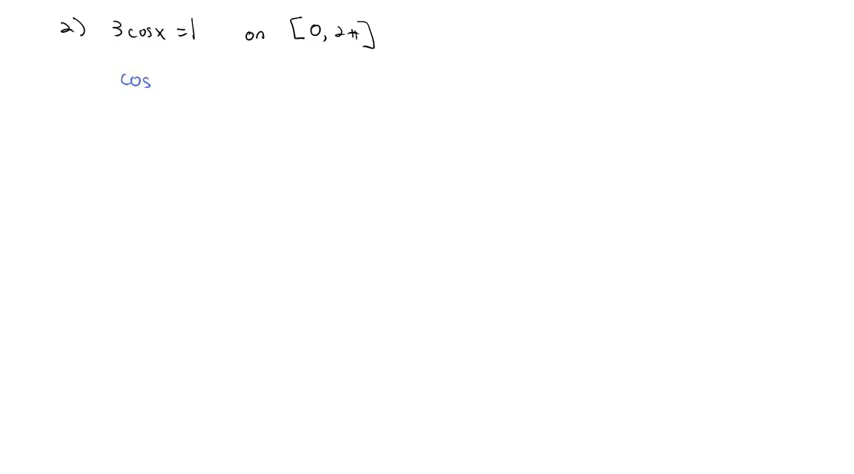 2) 3cosx=1 on [0, 2π]
cos